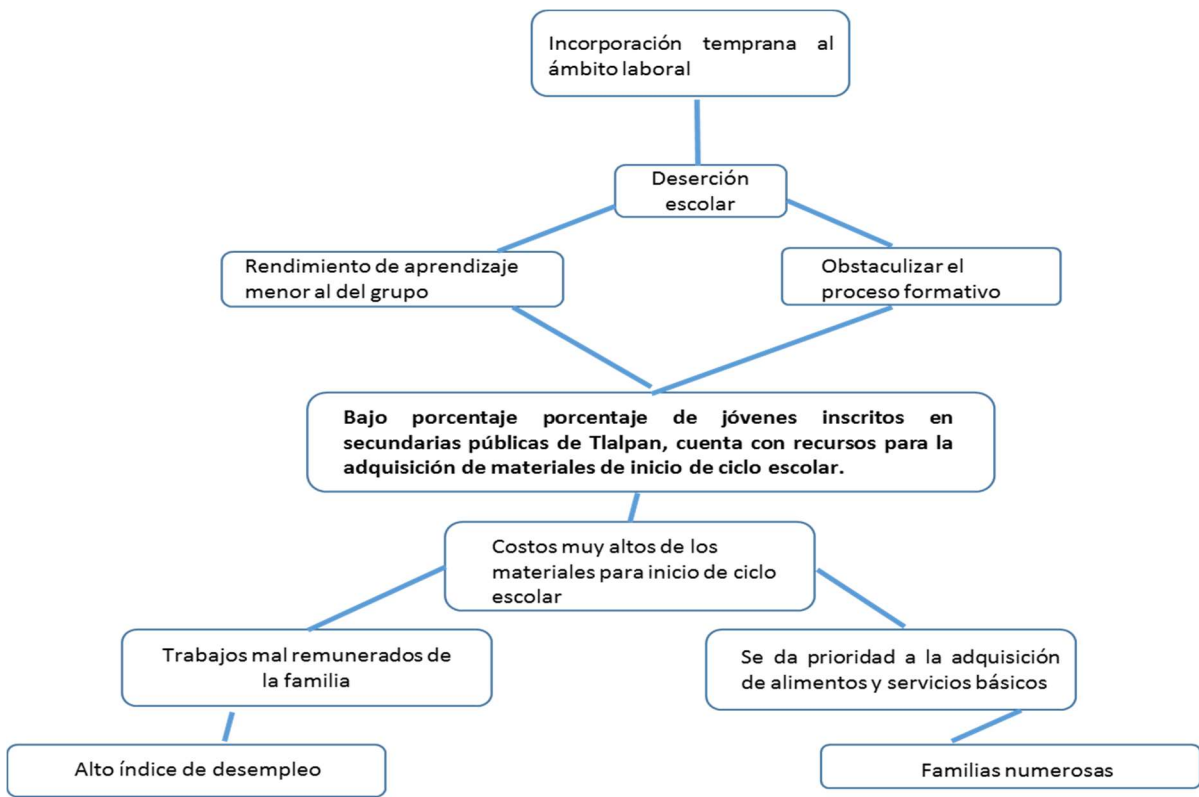 Incorporación temprana al
ámbito laboral
Deserción
escolar
Rendimiento de aprendizaje
menor al del grupo
Obstaculizar el
proceso formativo
Bajo porcentaje porcentaje de jóvenes inscritos en
secundarias públicas de Tlalpan, cuenta con recursos para la
adquisición de materiales de inicio de ciclo escolar.
Costos muy altos de los
materiales para inicio de ciclo
escolar
Trabajos mal remunerados de
la familia
Se da prioridad a la adquisición
de alimentos y servicios básicos
Alto índice de desempleo
Familias numerosas